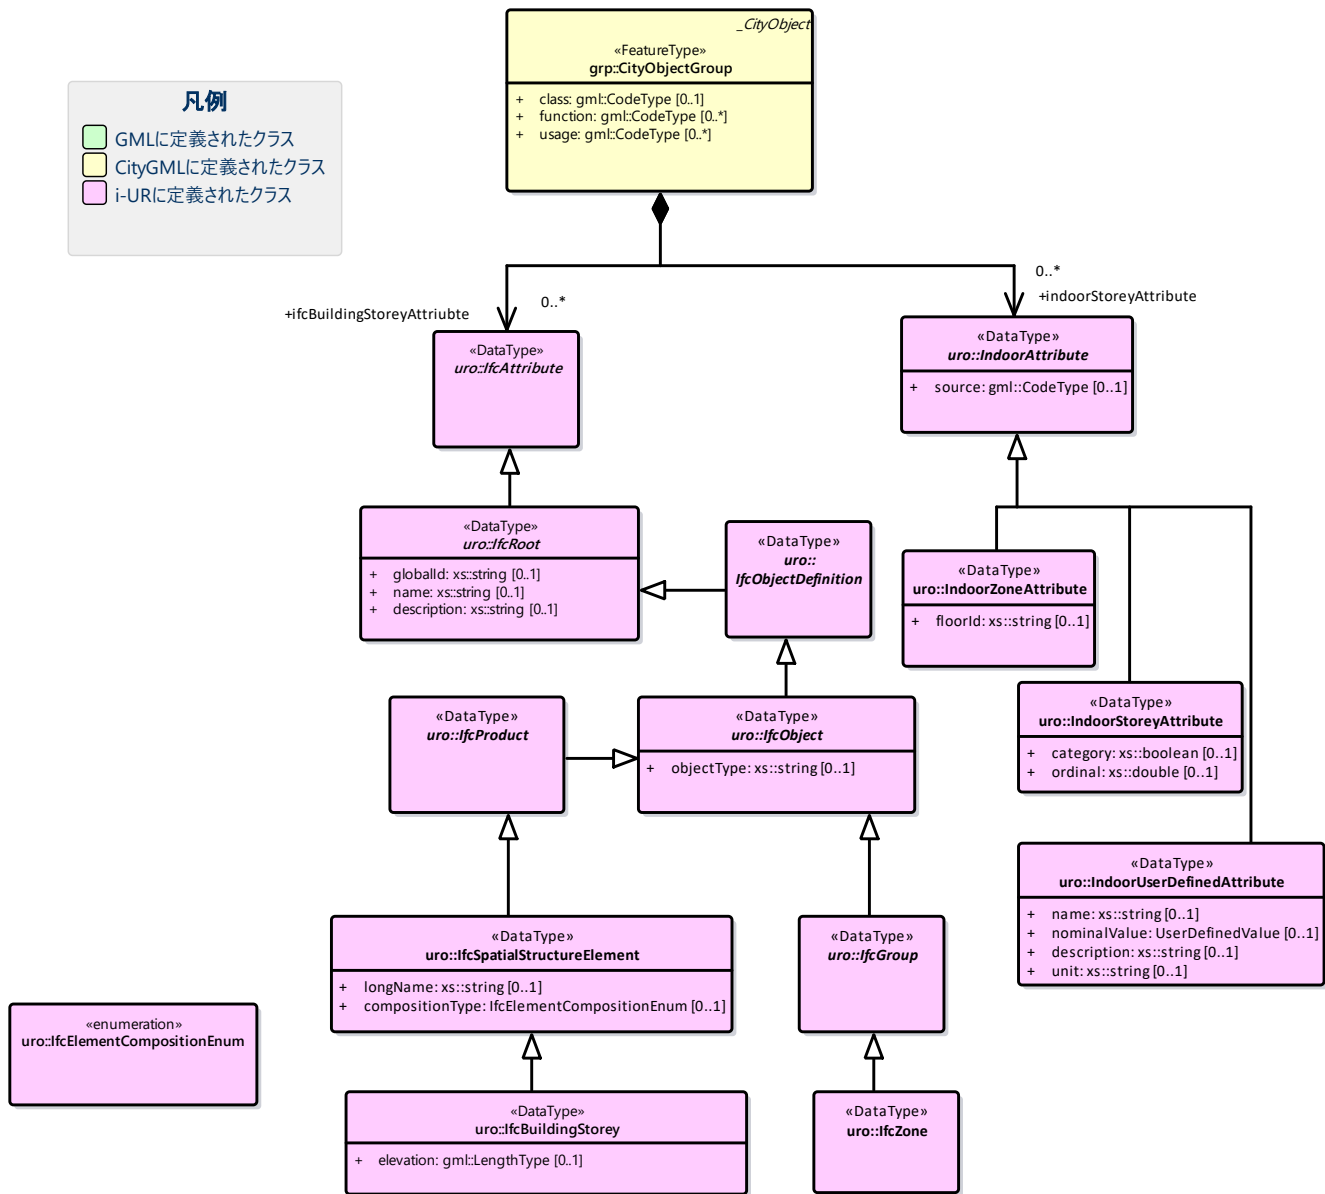 _CityObject
«FeatureType»
grp::CityObjectGroup
+ class: gml::CodeType [0..1]
+ function: gml::CodeType [0..*]
+ usage: gml::CodeType [0..*]
凡例
GMLに定義されたクラス
CityGMLに定義されたクラス
i-URに定義されたクラス
0..*
+indoorStoreyAttribute
0..*
+ifcBuildingStoreyAttriubte
«DataType»
uro::IfcAttribute
«DataType»
uro::IndoorAttribute
+ source: gml::CodeType [0..1]
«DataType»
uro::IfcRoot
+ globalId: xs::string [0..1]
+ name: xs::string [0..1]
+ description: xs::string [0..1]
«DataType»
uro::
IfcObjectDefinition
«DataType»
uro::IndoorZoneAttribute
+ floorId: xs::string [0..1]
«DataType»
uro::IfcProduct
«DataType»
uro::IfcObject
+ objectType: xs::string [0..1]
«DataType»
uro::IndoorStoreyAttribute
+ category: xs::boolean [0..1]
+ ordinal: xs::double [0..1]
«DataType»
uro::IndoorUserDefinedAttribute
+ name: xs::string [0..1]
+ nominalValue: UserDefinedValue [0..1]
+ description: xs::string [0..1]
+ unit: xs::string [0..1]
«DataType»
uro::IfcSpatialStructureElement
+ longName: xs::string [0..1]
+ compositionType: IfcElementCompositionEnum [0..1]
«DataType»
uro::IfcGroup
«enumeration»
uro::IfcElementCompositionEnum
«DataType»
uro::IfcBuildingStorey
+ elevation: gml::LengthType [0..1]
«DataType»
uro::IfcZone